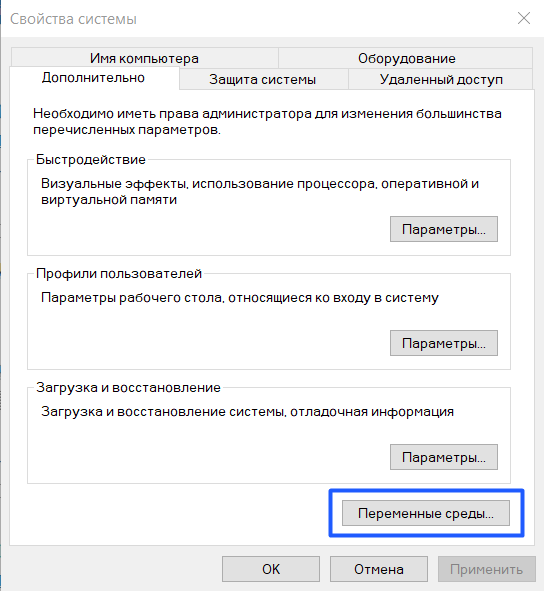 Свойства системы
Имя компьютера
Оборудование
Дополнительно
Защита системы
Удаленный доступ
Необходимо иметь права администратора для изменения большинства
перечисленных параметров.
Быстродействие
Визуальные эффекты, использование процессора, оперативной и
виртуальной памяти
Параметры...
Профили пользователей
Параметры рабочего стола, относящиеся ко входу в систему
Параметры...
Загрузка и восстановление
Загрузка и восстановление системы, отладочная информация
Параметры...
Переменные среды...
ОК
Отмена
Применить